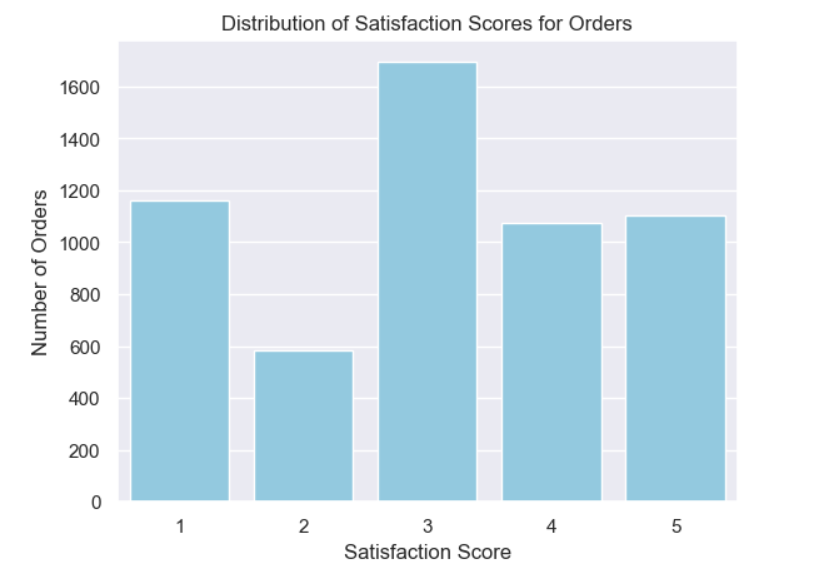 Distribution of Satisfaction Scores for Orders
1600
1400
1200
1000
800
600
400
200
0
Number of Orders
1 2 3 4 5
Satisfaction Score